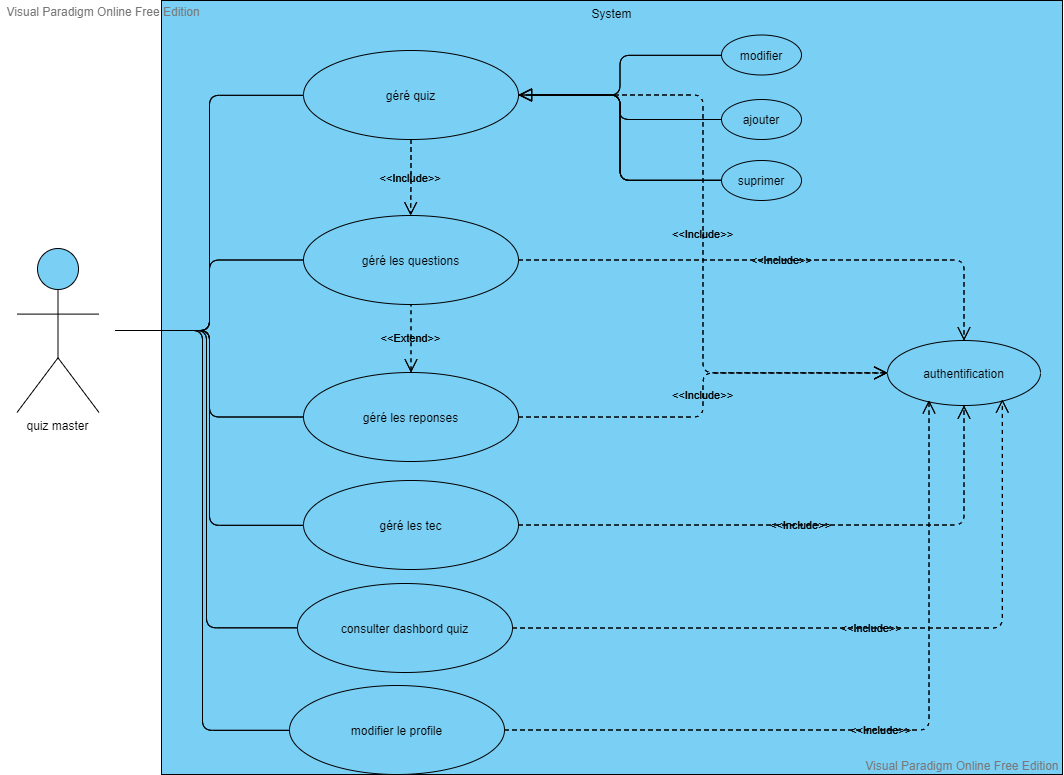 Visual Paradigm Online Free Edition
System
modifier
géré quiz
ajouter
<<Include>>
suprimer
<<Include>>
géré les questions
<<Include>>
<<Extend>>
authentification
<<Include>>
géré les reponses
quiz master
géré les tec
<<Include>>
consulter dashbord quiz
<<Include>>
modifier le profile
<<Include>>
Visual Paradigm Online Free Edition